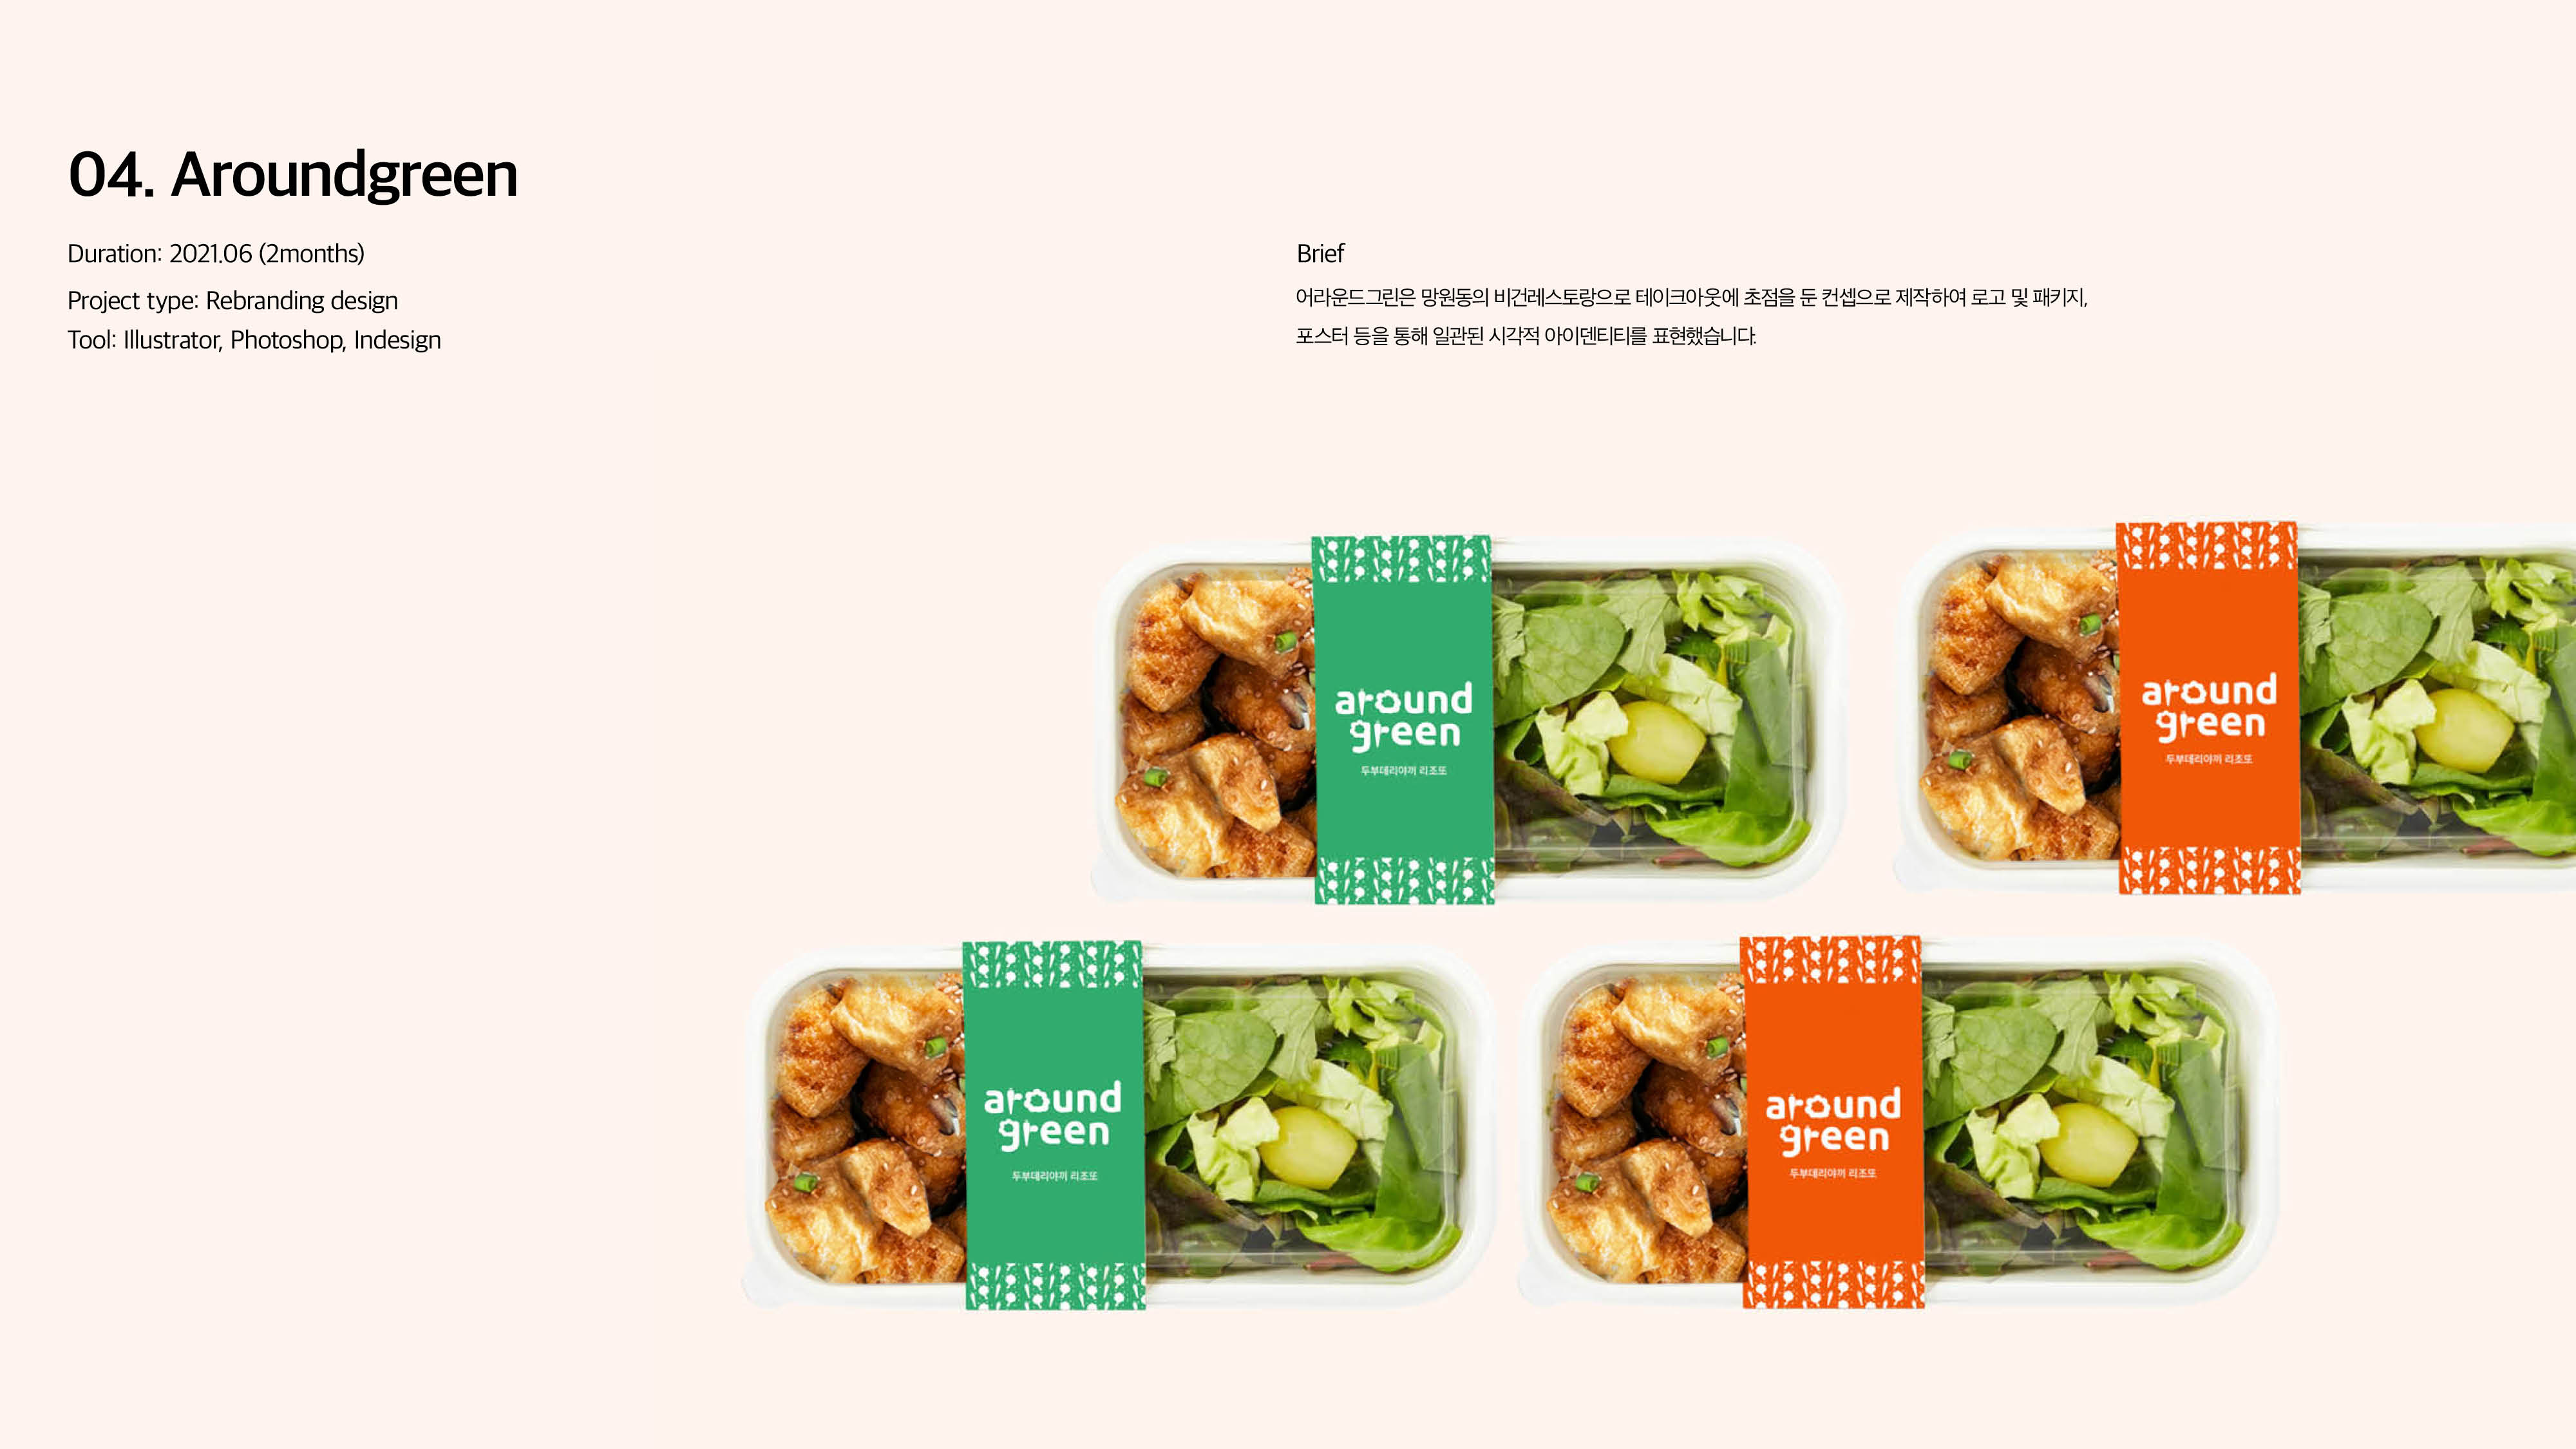 04. Aroundgreen
Duration: 2021.06 (2months)
Project type: Rebranding design
Tool: Illustrator, Photoshop, Indesign
Brief
어라운드그린은 망원동의 비건레스토랑으로 테이크아웃에 초점을 둔 컨셉으로 제작하여 로고 및 패키지,
포스터 등을 통해 일관된 시각적 아이덴티티를 표현했습니다.
around
green
두부데리야끼 리조또
around
green
두부데리야끼 리조또
around
green
두부데리야끼 리조또
around
green
두부데리야끼 리조또